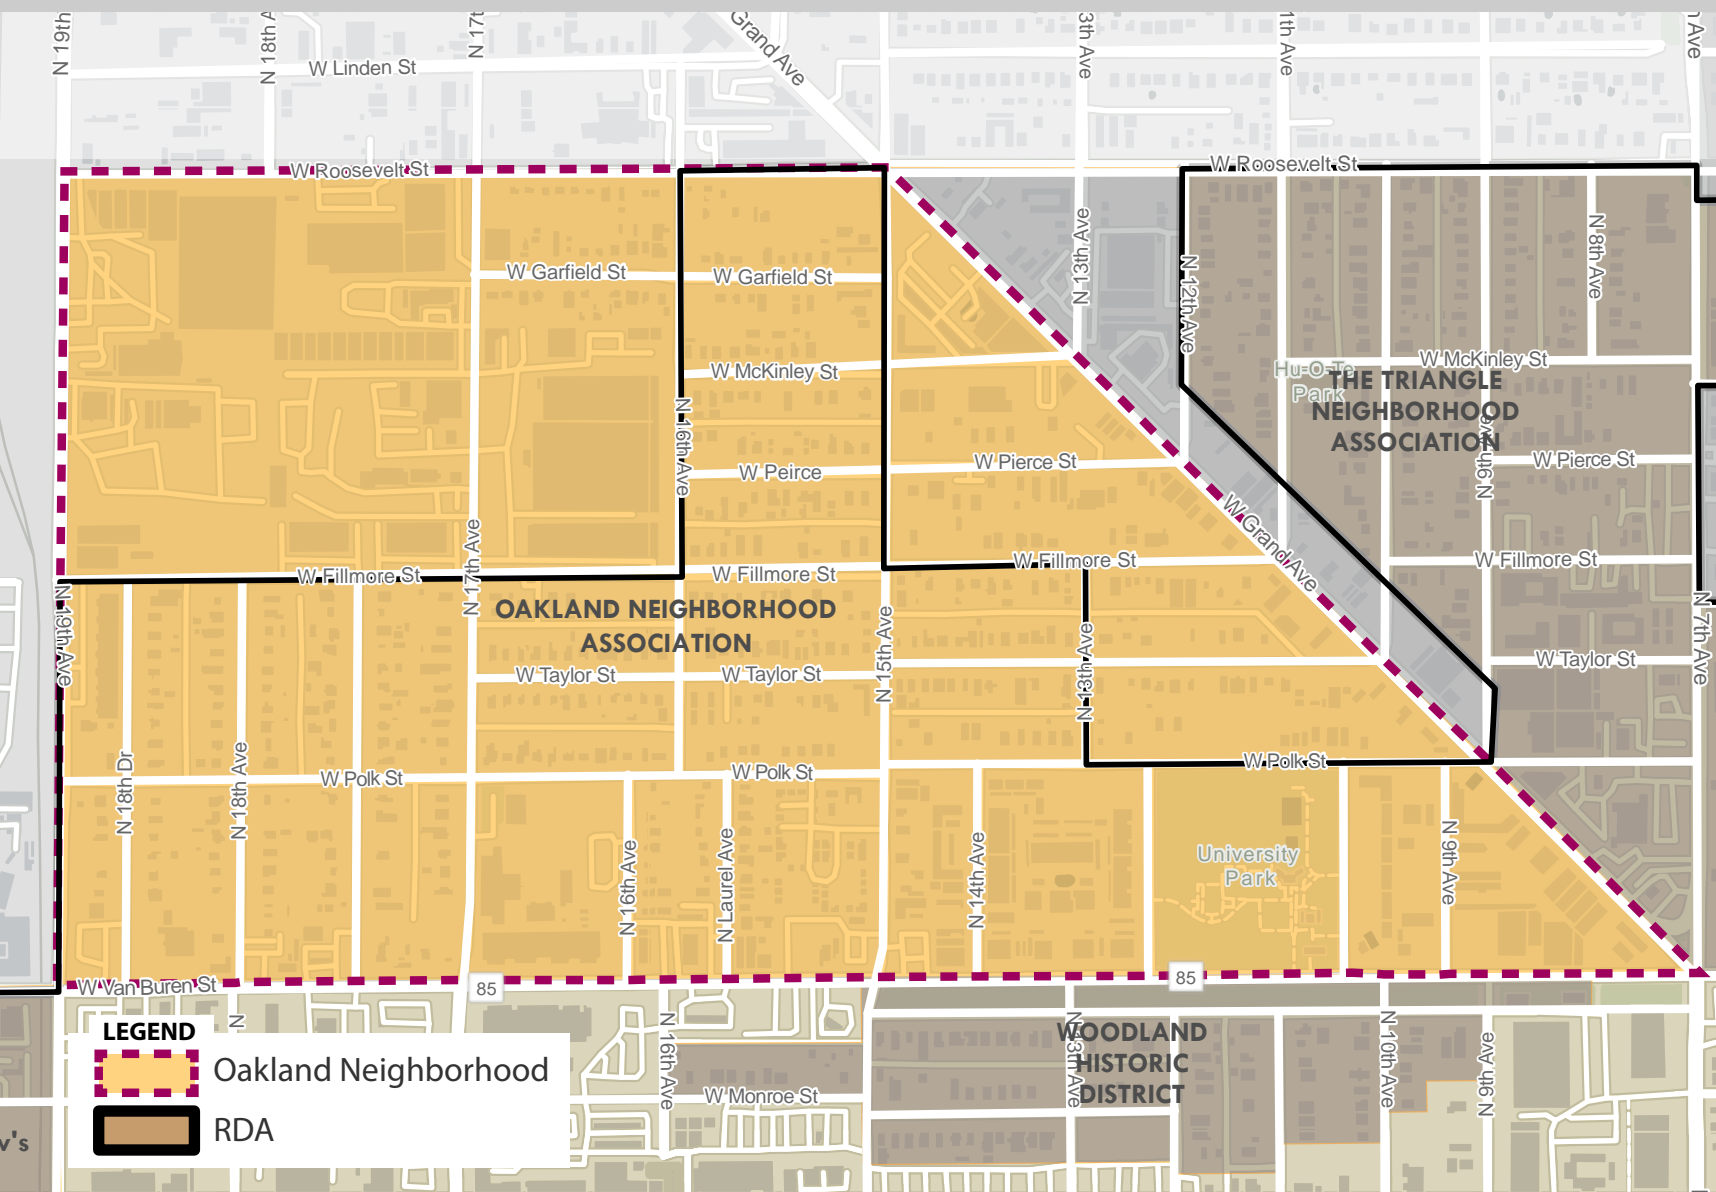 N 19th
N 18th A
N 17t
Grand Ave
3th Ave
1th Ave
Ave
W Linden St
W Roosevelt St
W Roosevelt St
N 13th Ave
N 12th Ave
N 8th Ave
W Garfield St
W Garfield St
W McKinley St
W McKinley St
Hu-O-Te
Park
THE TRIANGLE
NEIGHBORHOOD
ASSOCIATION
N 16th Ave
N 9th Ave
W Peirce
W Pierce St
W Pierce St
W Grand Ave
N 17th Ave
W Fillmore St
W Fillmore St
W Fillmore St
W Fillmore St
N 19th Ave
OAKLAND NEIGHBORHOOD
ASSOCIATION
N 15th Ave
N 13th Ave
N 7th Ave
W Taylor St
W Taylor St
W Taylor St
N 18th Dr
N 18th Ave
W Polk St
W Polk St
W Polk St
N 16th Ave
N Laurel Ave
N 14th Ave
University
Park
N 9th Ave
W Van Buren St
85
85
N
N 16th Ave
N 13th Ave
WOODLAND
HISTORIC
DISTRICT
N 10th Ave
N 9th Ave
W Monroe St
LEGEND
Oakland Neighborhood
RDA
v's